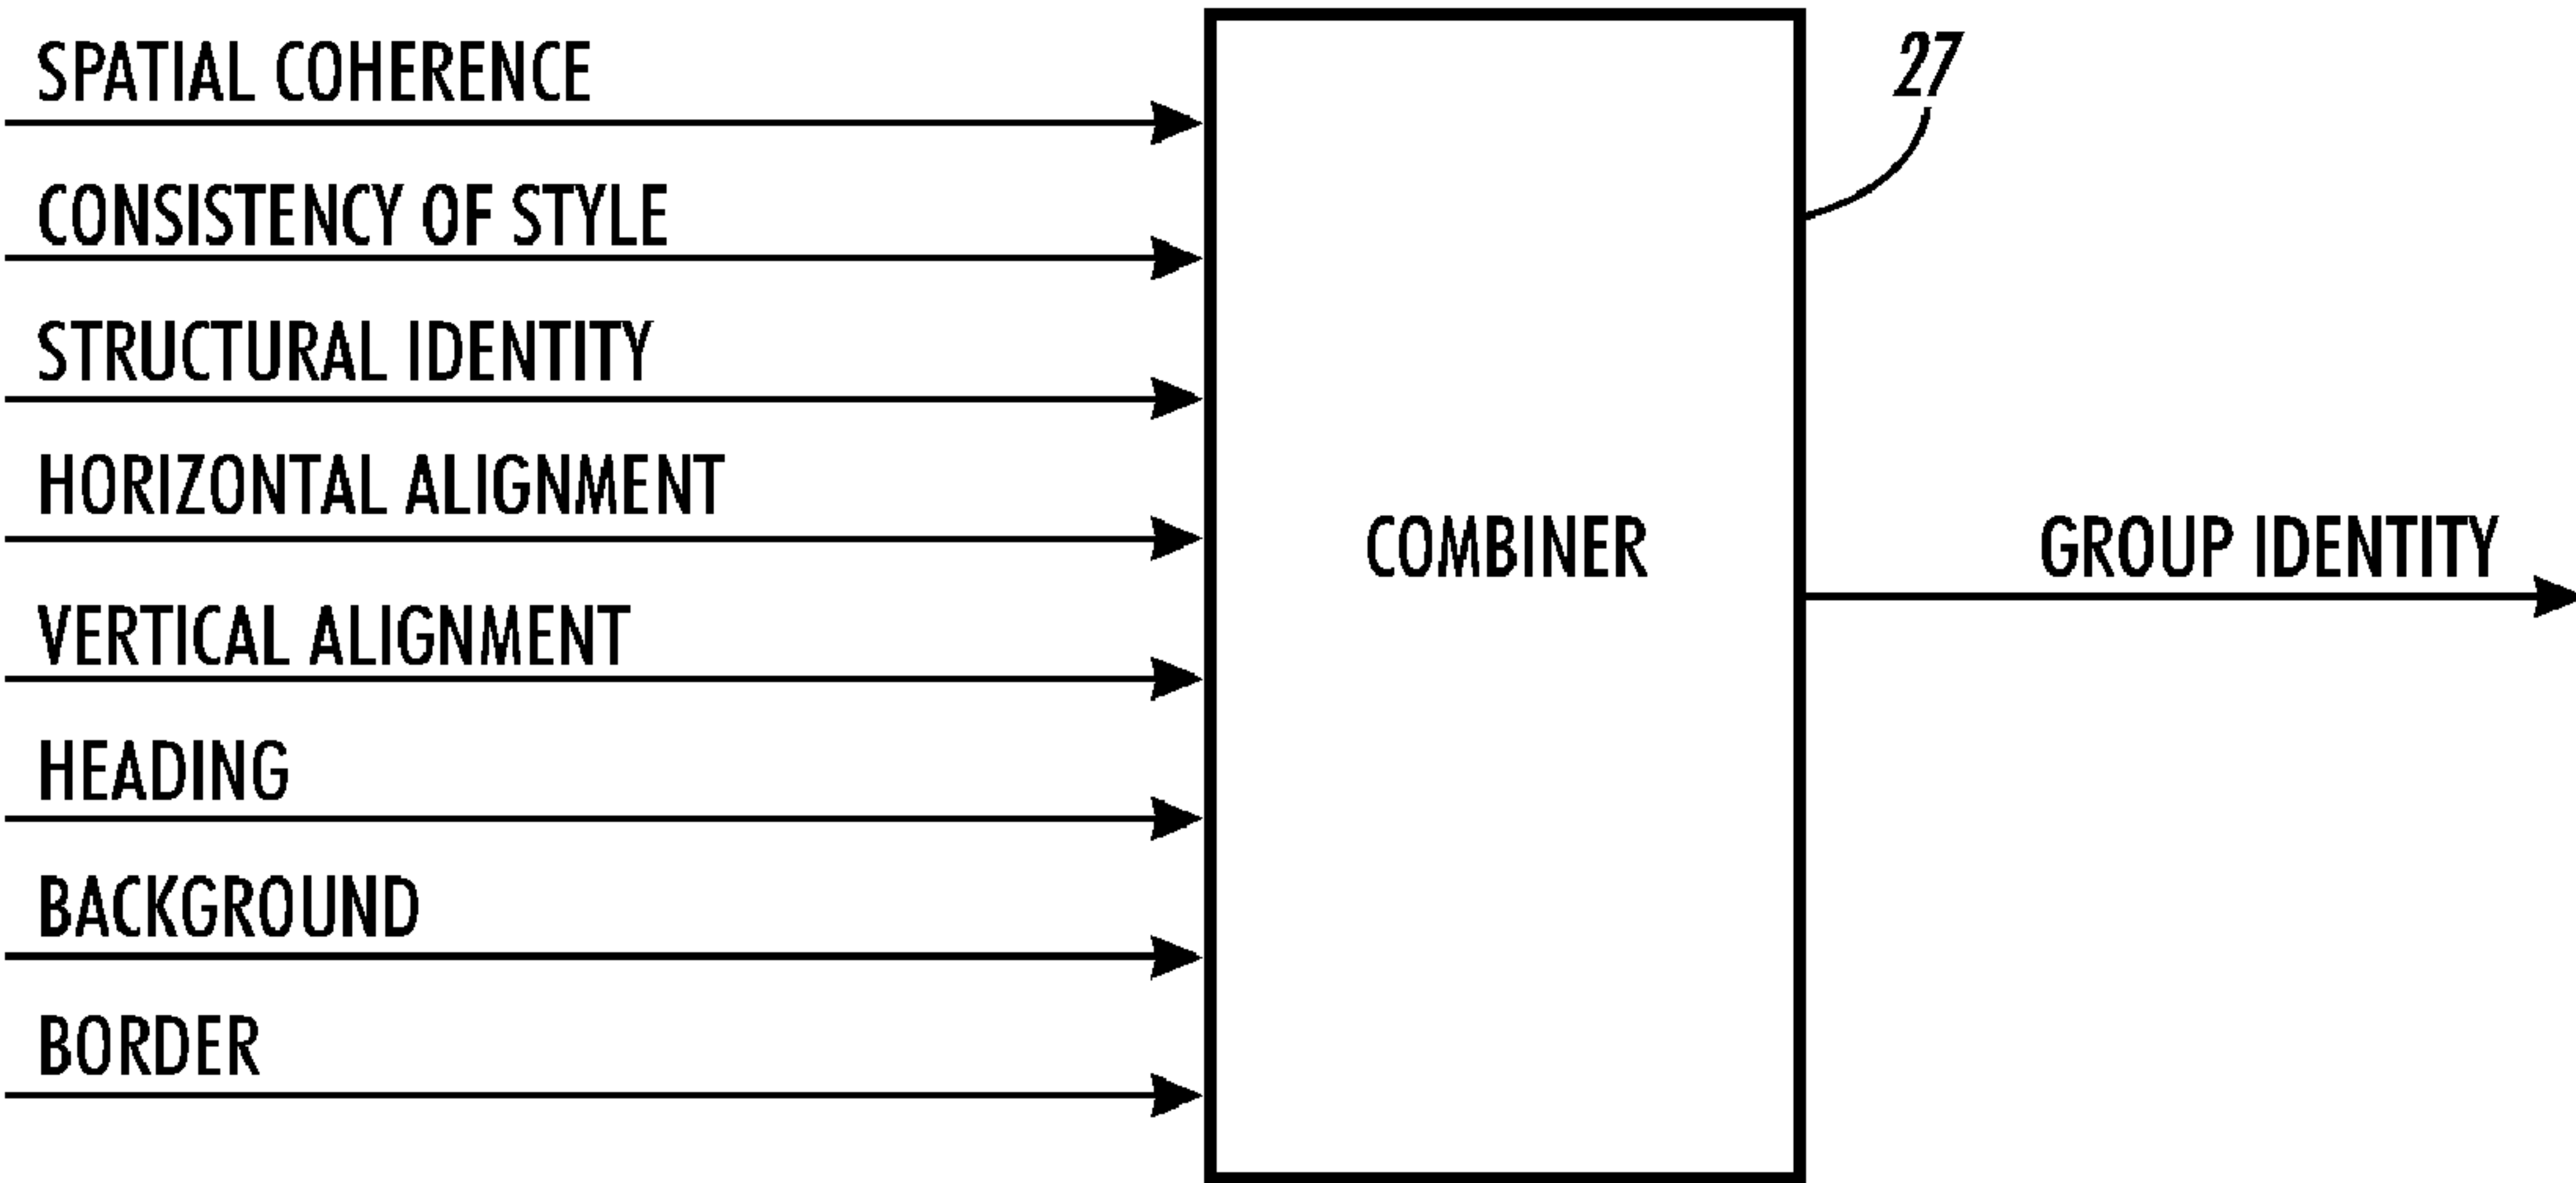 SPATIAL COHERENCE
CONSISTENCY OF STYLE
STRUCTURAL IDENTITY
HORIZONTAL ALIGNMENT
VERTICAL ALIGNMENT
HEADING
BACKGROUND
BORDER
COMBINER
27
GROUP IDENTITY